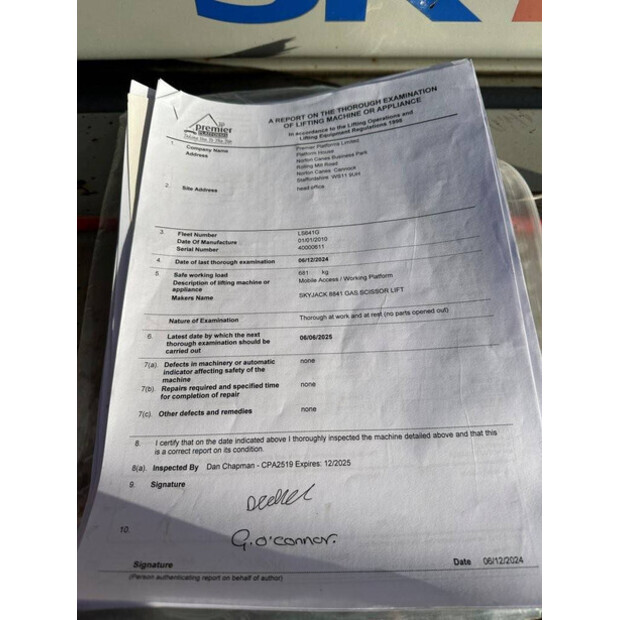 SK
A REPORT ON THE THOROUGH EXAMINATION
OF LIFTING MACHINE OR APPLIANCE
In accordance to the Lifting Operations and
Lifting Equipment Regulations 1998
premier
PLATFORMS
Taking You To The Top
1. Company Name Premier Platforms Limited
Address Platform House
Norton Canes Business Park
Rolling Mill Road
Norton Canes, Cannock
Staffordshire WS11 9UH
2. Site Address head office
3. Fleet Number LS841G
Date Of Manufacture 01/01/2010
Serial Number 40000611
4. Date of last thorough examination 06/12/2024
5. Safe working load 681 kg
Description of lifting machine or appliance Mobile Access / Working Platform
Makers Name SKYJACK 8841 GAS SCISSOR LIFT
Nature of Examination Thorough at work and at rest (no parts opened out)
6. Latest date by which the next 06/06/2025
thorough examination should be
carried out
7(a). Defects in machinery or automatic none
indicator affecting safety of the
machine
7(b). Repairs required and specified time none
for completion of repair
7(c). Other defects and remedies none
8. I certify that on the date indicated above I thoroughly inspected the machine detailed above and that this
is a correct report on its condition.
8(a). Inspected By Dan Chapman - CPA2519 Expires: 12/2025
9. Signature
10. G. O'Connor.
Signature Date 06/12/2024
(Person authenticating report on behalf of author)